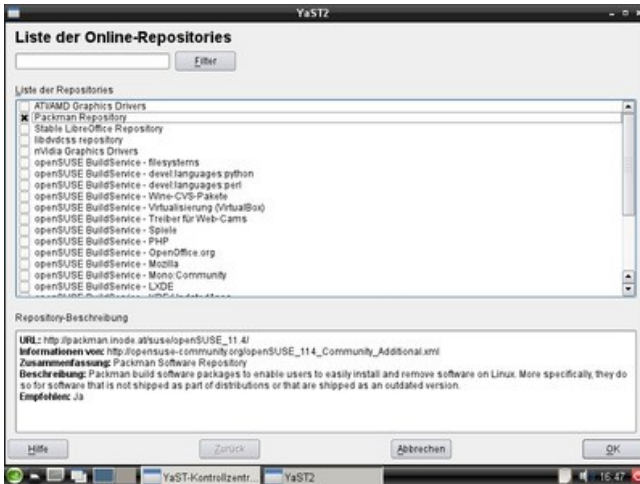 YaST2
Liste der Online-Repositories
Filter
Liste der Repositories
ATI/AMD Graphics Drivers
Packman Repository
Stable LibreOffice Repository
libdvdcss repository
nVidia Graphics Drivers
openSUSE BuildService - filesystems
openSUSE BuildService - devel:languages:python
openSUSE BuildService - devel:languages:perl
openSUSE BuildService - Wine-CVS-Pakete
openSUSE BuildService - Virtualisierung (VirtualBox)
openSUSE BuildService - Treiber für Web-Cams
openSUSE BuildService - Spiele
openSUSE BuildService - PHP
openSUSE BuildService - OpenOffice.org
openSUSE BuildService - Mozilla
openSUSE BuildService - Mono:Community
openSUSE BuildService - LXDE
openSUSE BuildService -
Repository-Beschreibung
URL: http://packman.inode.at/suse/openSUSE_11.4/
Informationen von: http://opensuse-community.org/openSUSE_114_Community_Additional.xml
Zusammenfassung: Packman Software Repository
Beschreibung: Packman build software packages to enable users to easily install and remove software on Linux. More specifically, they do
so for software that is not shipped as part of distributions or that are shipped as an outdated version.
Empfohlen: Ja
Hilfe
Zurück
Abbrechen
OK
YaST-Kontrollzentr...
YaST2
16:47